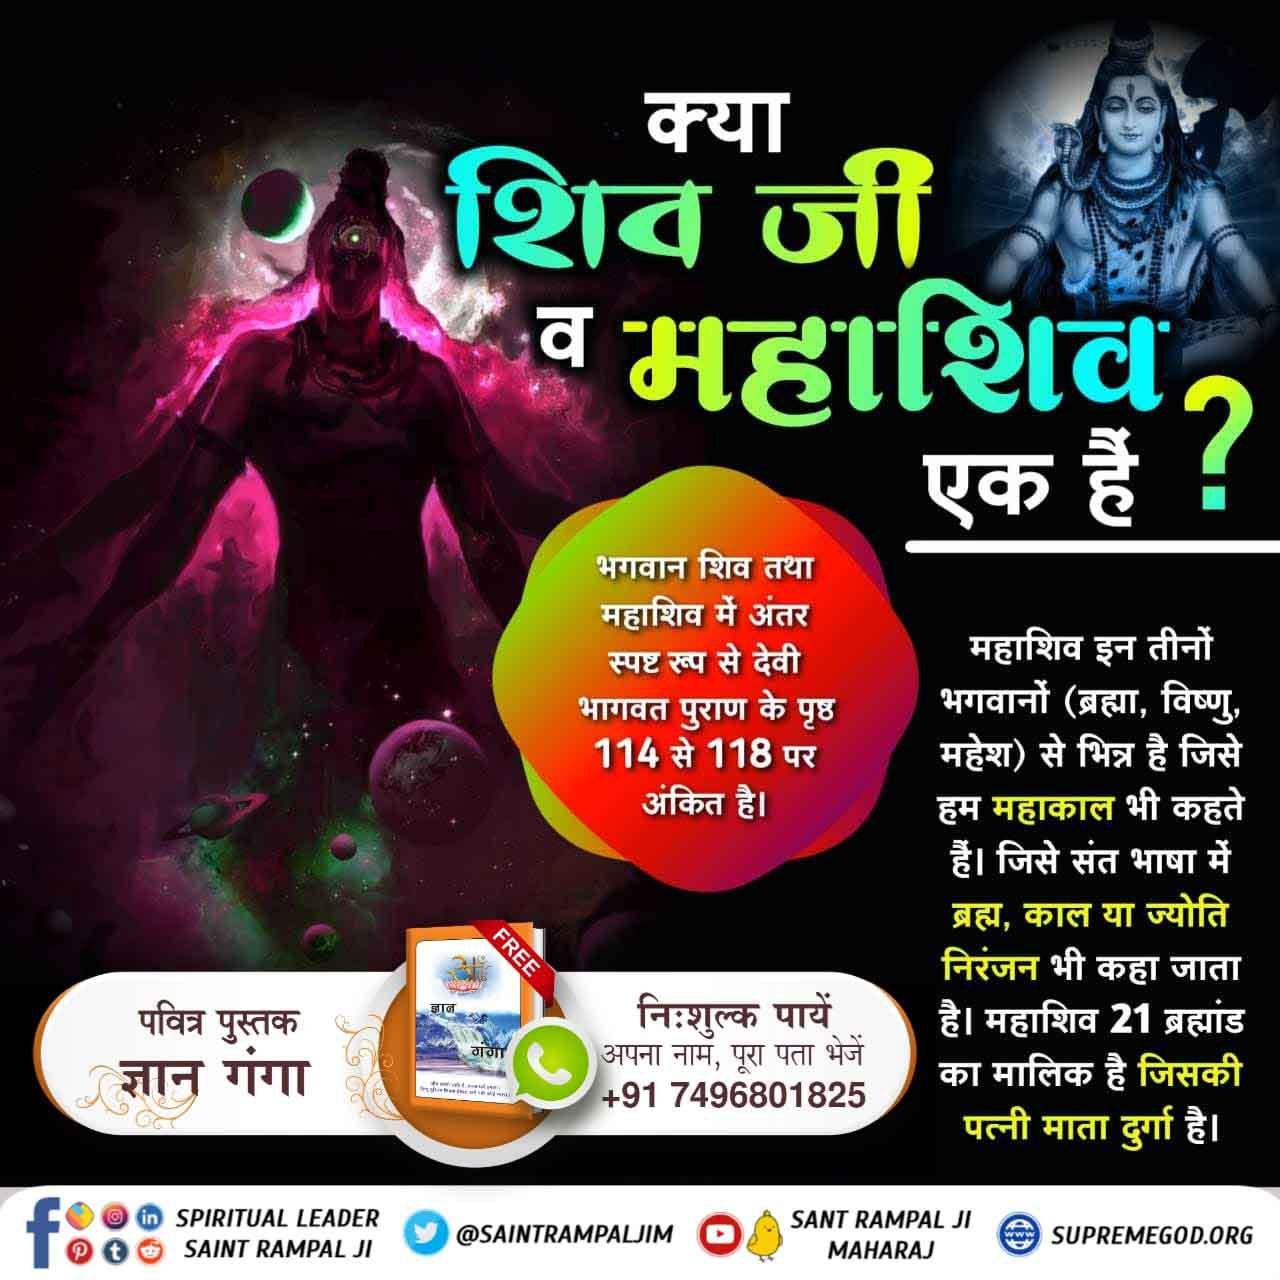 क्या
शिव जी
व महाशिव
एक हैं ?
भगवान शिव तथा
महाशिव में अंतर
स्पष्ट रूप से देवी
भागवत पुराण के पृष्ठ
114 से 118 पर
अंकित है।
महाशिव इन तीनों
भगवानों (ब्रह्मा, विष्णु,
महेश) से भिन्न है जिसे
हम महाकाल भी कहते
हैं। जिसे संत भाषा में
ब्रह्म, काल या ज्योति
निरंजन भी कहा जाता
है। महाशिव 21 ब्रह्मांड
का मालिक है जिसकी
पत्नी माता दुर्गा है।
पवित्र पुस्तक
ज्ञान गंगा
FREE
ज्ञान
गंगा
निःशुल्क पायें
अपना नाम, पूरा पता भेजें
+91 7496801825
SPIRITUAL LEADER
SAINT RAMPAL JI
@SAINTRAMPALJIM
SANT RAMPAL JI
MAHARAJ
SUPREMEGOD.ORG